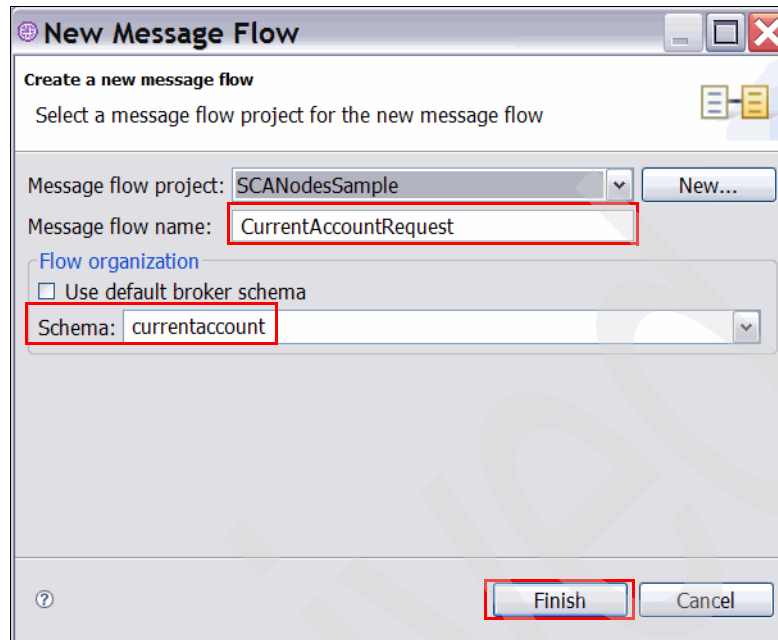 New Message Flow
Create a new message flow
Select a message flow project for the new message flow
Message flow project: SCANodesSample New...
Message flow name: CurrentAccountRequest
Flow organization
Use default broker schema
Schema: currentaccount
? Finish Cancel